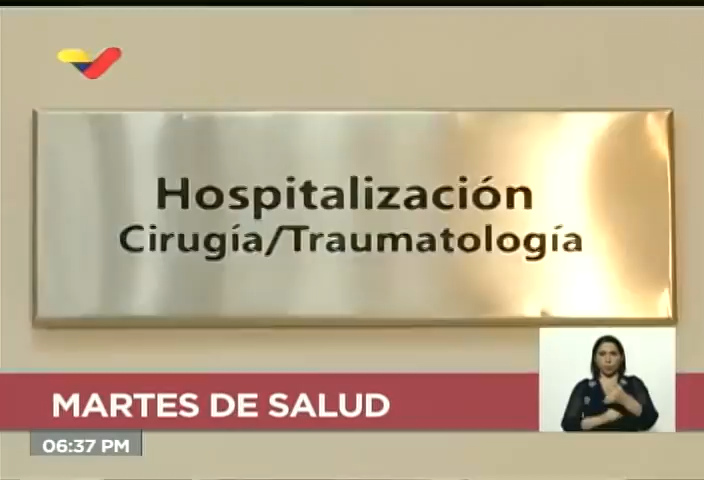 Hospitalización
Cirugía/Traumatología
MARTES DE SALUD
06:37 PM